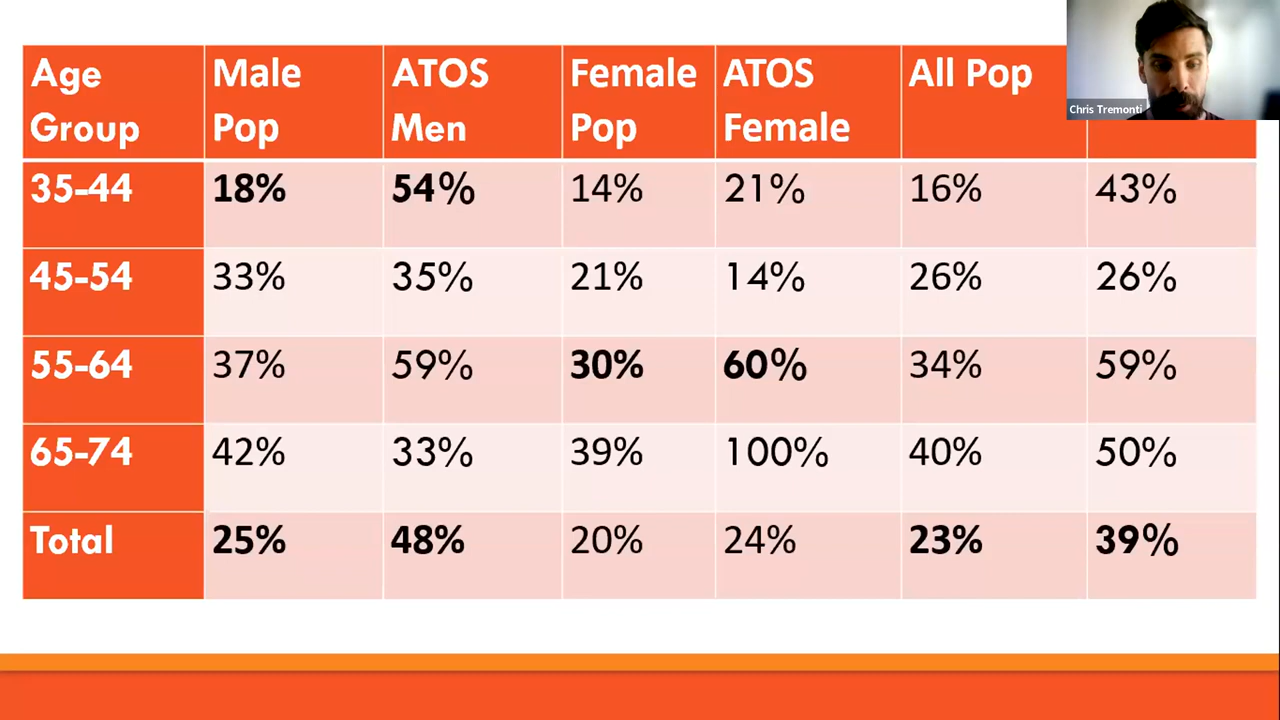 Age Group Male Pop ATOS Men Female Pop ATOS Female All Pop
35-44 18% 54% 14% 21% 16% 43%
45-54 33% 35% 21% 14% 26% 26%
55-64 37% 59% 30% 60% 34% 59%
65-74 42% 33% 39% 100% 40% 50%
Total 25% 48% 20% 24% 23% 39%
Chris Tremonti